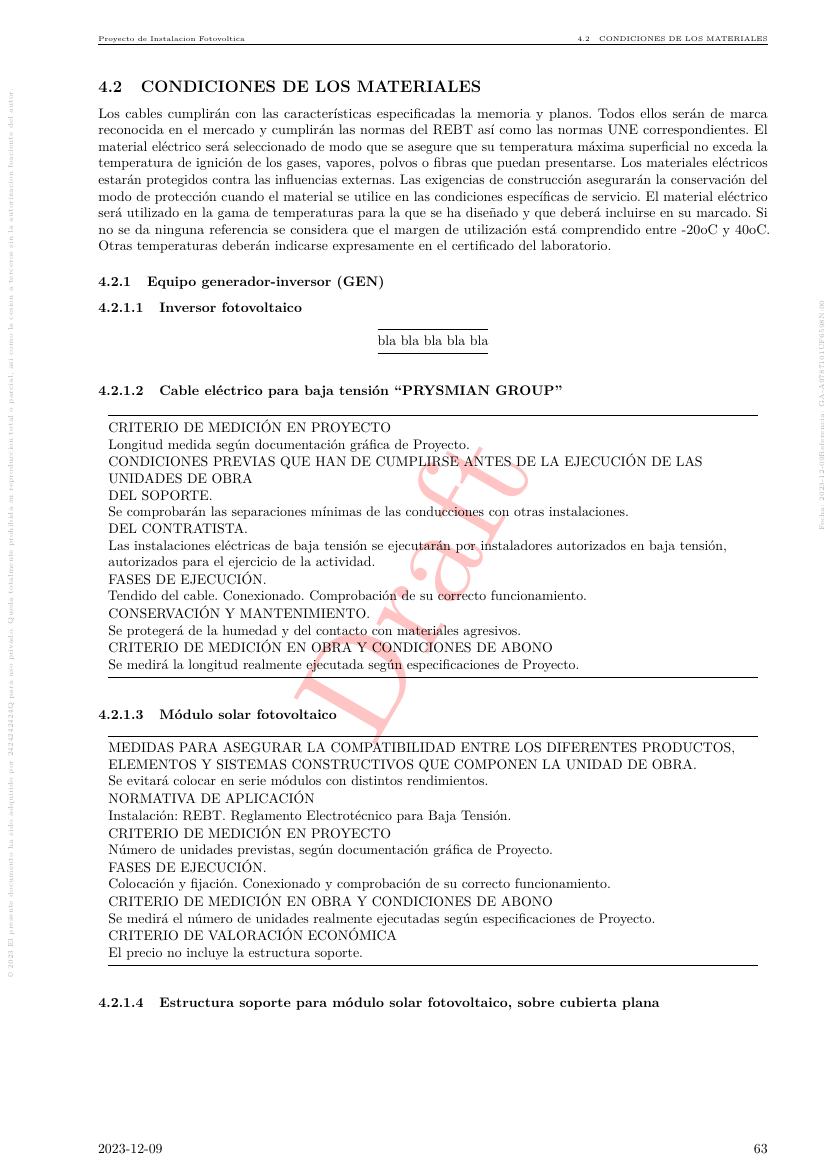 Proyecto de Instalacion Fotovoltica
4.2 CONDICIONES DE LOS MATERIALES
4.2 CONDICIONES DE LOS MATERIALES
Los cables cumplirán con las características especificadas la memoria y planos. Todos ellos serán de marca
reconocida en el mercado y cumplirán las normas del REBT así como las normas UNE correspondientes. El
material eléctrico será seleccionado de modo que se asegure que su temperatura máxima superficial no exceda la
temperatura de ignición de los gases, vapores, polvos o fibras que puedan presentarse. Los materiales eléctricos
estarán protegidos contra las influencias externas. Las exigencias de construcción asegurarán la conservación del
modo de protección cuando el material se utilice en las condiciones específicas de servicio. El material eléctrico
será utilizado en la gama de temperaturas para la que se ha diseñado y que deberá incluirse en su marcado. Si
no se da ninguna referencia se considera que el margen de utilización está comprendido entre -20oC y 40oC.
Otras temperaturas deberán indicarse expresamente en el certificado del laboratorio.
4.2.1 Equipo generador-inversor (GEN)
4.2.1.1 Inversor fotovoltaico
bla bla bla bla bla
4.2.1.2 Cable eléctrico para baja tensión “PRYSMIAN GROUP”
CRITERIO DE MEDICIÓN EN PROYECTO
Longitud medida según documentación gráfica de Proyecto.
CONDICIONES PREVIAS QUE HAN DE CUMPLIRSE ANTES DE LA EJECUCIÓN DE LAS
UNIDADES DE OBRA
DEL SOPORTE.
Se comprobarán las separaciones mínimas de las conducciones con otras instalaciones.
DEL CONTRATISTA.
Las instalaciones eléctricas de baja tensión se ejecutarán por instaladores autorizados en baja tensión,
autorizados para el ejercicio de la actividad.
FASES DE EJECUCIÓN.
Tendido del cable. Conexionado. Comprobación de su correcto funcionamiento.
CONSERVACIÓN Y MANTENIMIENTO.
Se protegerá de la humedad y del contacto con materiales agresivos.
CRITERIO DE MEDICIÓN EN OBRA Y CONDICIONES DE ABONO
Se medirá la longitud realmente ejecutada según especificaciones de Proyecto.
Draft
4.2.1.3 Módulo solar fotovoltaico
MEDIDAS PARA ASEGURAR LA COMPATIBILIDAD ENTRE LOS DIFERENTES PRODUCTOS,
ELEMENTOS Y SISTEMAS CONSTRUCTIVOS QUE COMPONEN LA UNIDAD DE OBRA.
Se evitará colocar en serie módulos con distintos rendimientos.
NORMATIVA DE APLICACIÓN
Instalación: REBT. Reglamento Electrotécnico para Baja Tensión.
CRITERIO DE MEDICIÓN EN PROYECTO
Número de unidades previstas, según documentación gráfica de Proyecto.
FASES DE EJECUCIÓN.
Colocación y fijación. Conexionado y comprobación de su correcto funcionamiento.
CRITERIO DE MEDICIÓN EN OBRA Y CONDICIONES DE ABONO
Se medirá el número de unidades realmente ejecutadas según especificaciones de Proyecto.
CRITERIO DE VALORACIÓN ECONÓMICA
El precio no incluye la estructura soporte.
4.2.1.4 Estructura soporte para módulo solar fotovoltaico, sobre cubierta plana
2023-12-09
63
© 2023 El presente documento ha sido adquirido por 2424242424Q para uso privado. Queda totalmente prohibida su reproduccion total o parcial, asi como la cesion a terceros sin la autorizacion